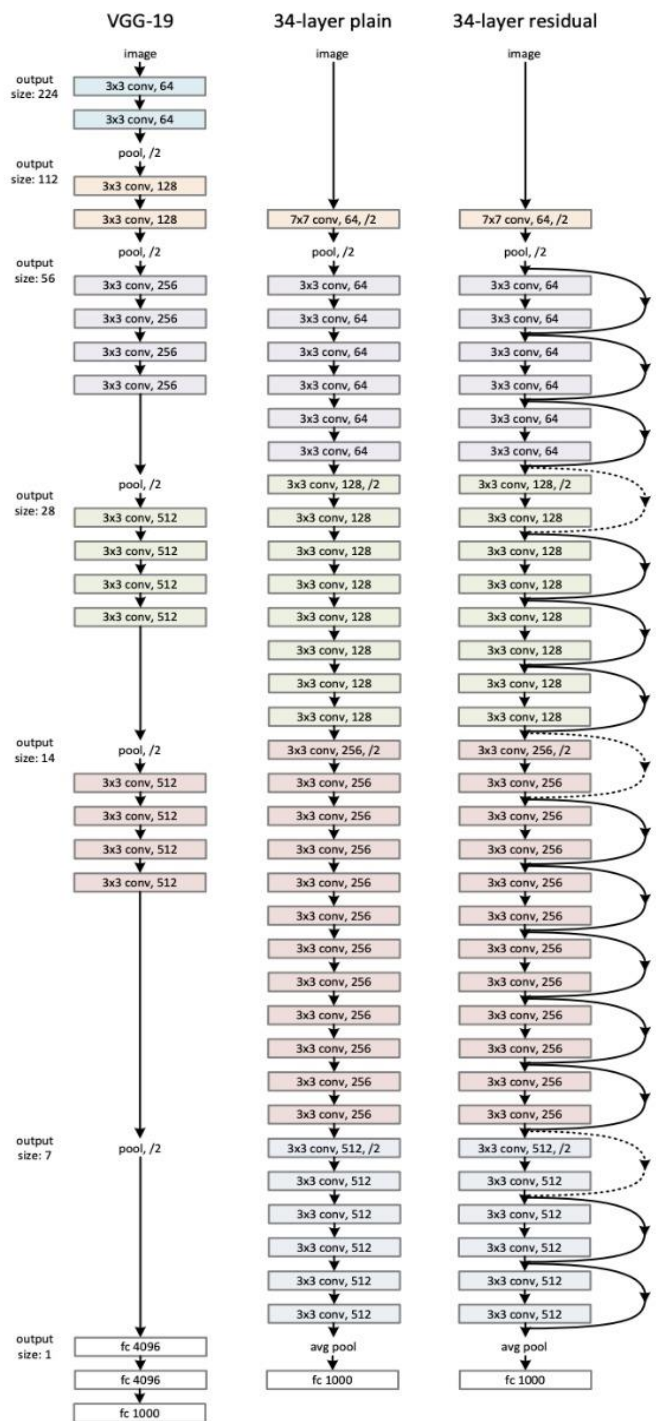 VGG-19
34-layer plain
34-layer residual
output
size: 224
output
size: 112
output
size: 56
output
size: 28
output
size: 14
output
size: 7
output
size: 1
image
3x3 conv, 64
3x3 conv, 64
pool, /2
3x3 conv, 128
3x3 conv, 128
pool, /2
3x3 conv, 256
3x3 conv, 256
3x3 conv, 256
3x3 conv, 256
pool, /2
3x3 conv, 512
3x3 conv, 512
3x3 conv, 512
3x3 conv, 512
pool, /2
3x3 conv, 512
3x3 conv, 512
3x3 conv, 512
3x3 conv, 512
pool, /2
fc 4096
fc 4096
fc 1000
image
7x7 conv, 64, /2
pool, /2
3x3 conv, 64
3x3 conv, 64
3x3 conv, 64
3x3 conv, 64
3x3 conv, 64
3x3 conv, 64
3x3 conv, 128, /2
3x3 conv, 128
3x3 conv, 128
3x3 conv, 128
3x3 conv, 128
3x3 conv, 128
3x3 conv, 128
3x3 conv, 128
3x3 conv, 256, /2
3x3 conv, 256
3x3 conv, 256
3x3 conv, 256
3x3 conv, 256
3x3 conv, 256
3x3 conv, 256
3x3 conv, 256
3x3 conv, 256
3x3 conv, 256
3x3 conv, 256
3x3 conv, 256
3x3 conv, 512, /2
3x3 conv, 512
3x3 conv, 512
3x3 conv, 512
3x3 conv, 512
3x3 conv, 512
avg pool
fc 1000
image
7x7 conv, 64, /2
pool, /2
3x3 conv, 64
3x3 conv, 64
3x3 conv, 64
3x3 conv, 64
3x3 conv, 64
3x3 conv, 64
3x3 conv, 128, /2
3x3 conv, 128
3x3 conv, 128
3x3 conv, 128
3x3 conv, 128
3x3 conv, 128
3x3 conv, 128
3x3 conv, 128
3x3 conv, 256, /2
3x3 conv, 256
3x3 conv, 256
3x3 conv, 256
3x3 conv, 256
3x3 conv, 256
3x3 conv, 256
3x3 conv, 256
3x3 conv, 256
3x3 conv, 256
3x3 conv, 256
3x3 conv, 256
3x3 conv, 512, /2
3x3 conv, 512
3x3 conv, 512
3x3 conv, 512
3x3 conv, 512
3x3 conv, 512
avg pool
fc 1000